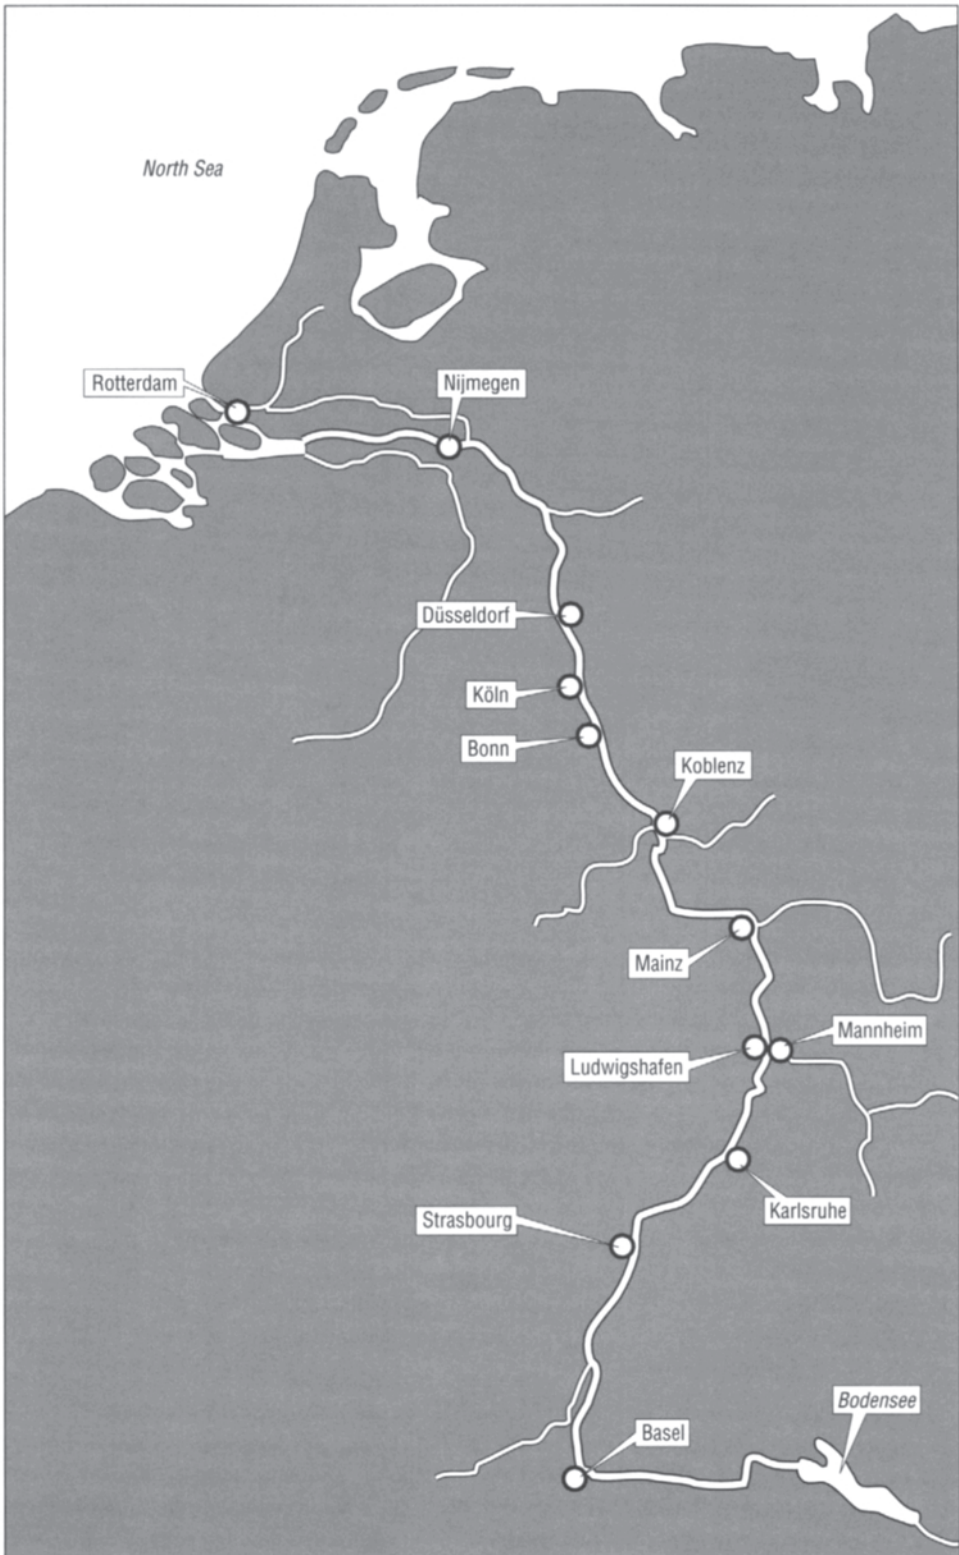 North Sea
Rotterdam
Nijmegen
Düsseldorf
Köln
Bonn
Koblenz
Mainz
Mannheim
Ludwigshafen
Karlsruhe
Strasbourg
Bodensee
Basel